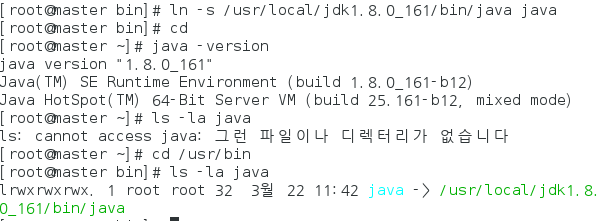 [root@master bin]# ln -s /usr/local/jdk1.8.0_161/bin/java java
[root@master bin]# cd
[root@master ~]# java -version
java version "1.8.0_161"
Java(TM) SE Runtime Environment (build 1.8.0_161-b12)
Java HotSpot(TM) 64-Bit Server VM (build 25.161-b12, mixed mode)
[root@master ~]# ls -la java
ls: cannot access java: 그런 파일이나 디렉터리가 없습니다
[root@master ~]# cd /usr/bin
[root@master bin]# ls -la java
lrwxrwxrwx. 1 root root 32  3월  22 11:42 java -> /usr/local/jdk1.8.
0_161/bin/java